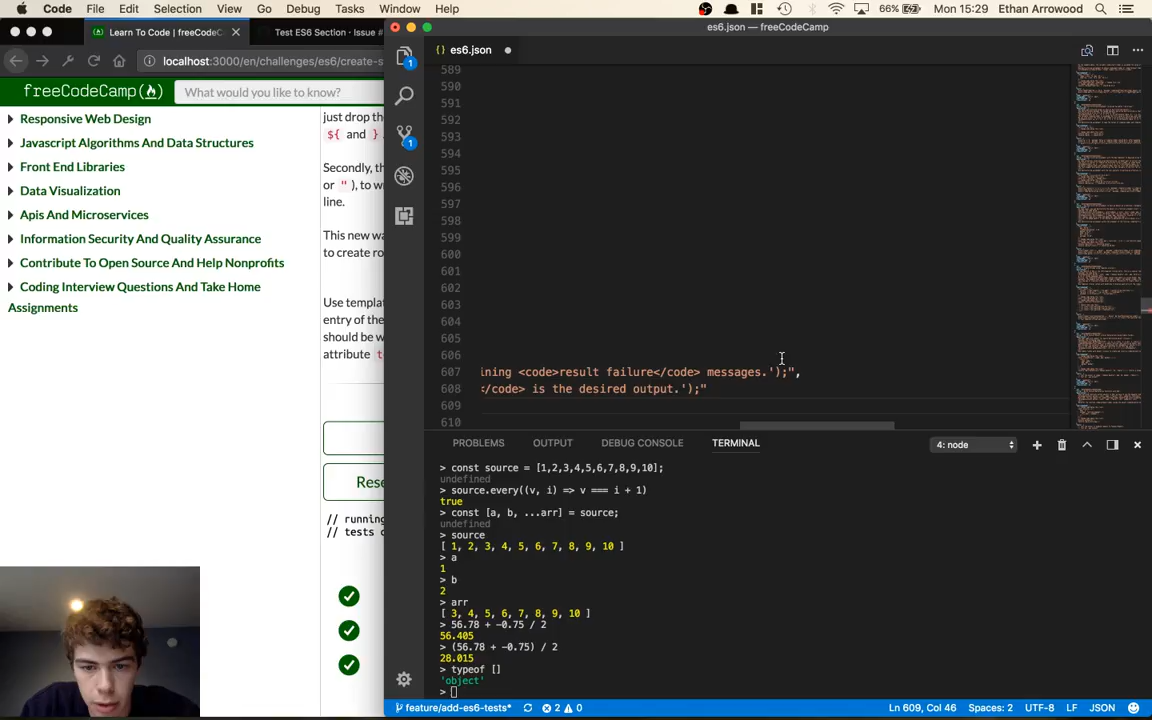 Code File Edit Selection View Go Debug Tasks Window Help 66% Mon 15:29 Ethan Arrowood
Learn To Code | freeCodeC
Test ES6 Section · Issue #
es6.json — freeCodeCamp
{} es6.json
localhost:3000/en/challenges/es6/create-s
freeCodeCamp
What would you like to know?
Responsive Web Design
Javascript Algorithms And Data Structures
Front End Libraries
Data Visualization
Apis And Microservices
Information Security And Quality Assurance
Contribute To Open Source And Help Nonprofits
Coding Interview Questions And Take Home
Assignments
just drop the
${ and }
Secondly, th
or " ), to w
line.
This new wa
to create ro
Use templat
entry of the
should be w
attribute
Rese
// running
// tests c
589
590
591
592
593
594
595
596
597
598
599
600
601
602
603
604
605
606
607 ining <code>result failure</code> messages.');",
608 </code> is the desired output.');"
609
610
1
1
PROBLEMS OUTPUT DEBUG CONSOLE TERMINAL 4: node
> const source = [1,2,3,4,5,6,7,8,9,10];
undefined
> source.every((v, i) => v === i + 1)
true
> const [a, b, ...arr] = source;
undefined
> source
[ 1, 2, 3, 4, 5, 6, 7, 8, 9, 10 ]
> a
1
> b
2
> arr
[ 3, 4, 5, 6, 7, 8, 9, 10 ]
> 56.78 + -0.75 / 2
56.405
> (56.78 + -0.75) / 2
28.015
> typeof []
'object'
>
feature/add-es6-tests* 2 0 Ln 609, Col 46 Spaces: 2 UTF-8 LF JSON